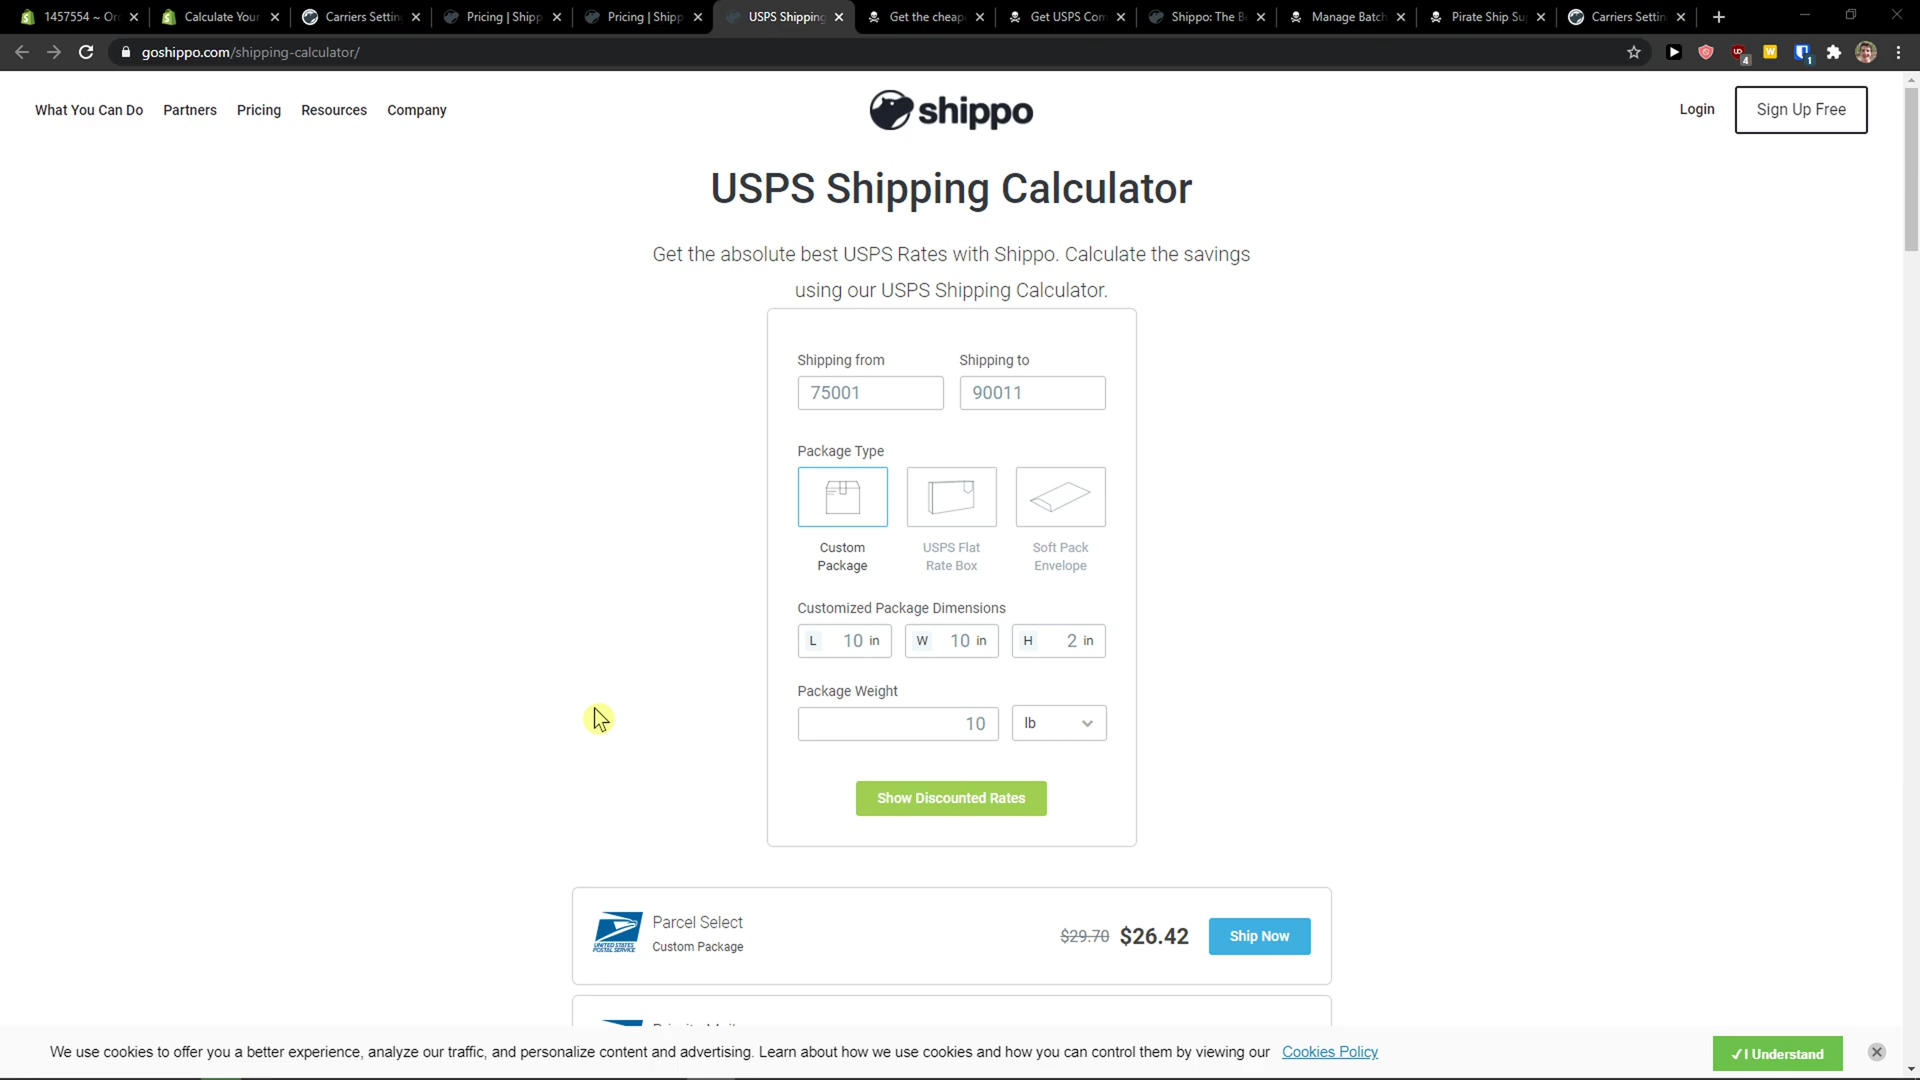 1457554 ~ Or
Calculate Your
Carriers Settin
Pricing | Shipp
Pricing | Shipp
USPS Shipping
Get the cheap
Get USPS Com
Shippo: The B
Manage Batch
Pirate Ship Su
Carriers Settin
goshippo.com/shipping-calculator/
4
W
1
What You Can Do
Partners
Pricing
Resources
Company
shippo
Login
Sign Up Free
USPS Shipping Calculator
Get the absolute best USPS Rates with Shippo. Calculate the savings
using our USPS Shipping Calculator.
Shipping from
Shipping to
75001
90011
Package Type
Custom
Package
USPS Flat
Rate Box
Soft Pack
Envelope
Customized Package Dimensions
L 10 in
W 10 in
H 2 in
Package Weight
10
lb
Show Discounted Rates
UNITED STATES
POSTAL SERVICE
Parcel Select
Custom Package
$29.70 $26.42
Ship Now
We use cookies to offer you a better experience, analyze our traffic, and personalize content and advertising. Learn about how we use cookies and how you can control them by viewing our Cookies Policy
✓I Understand